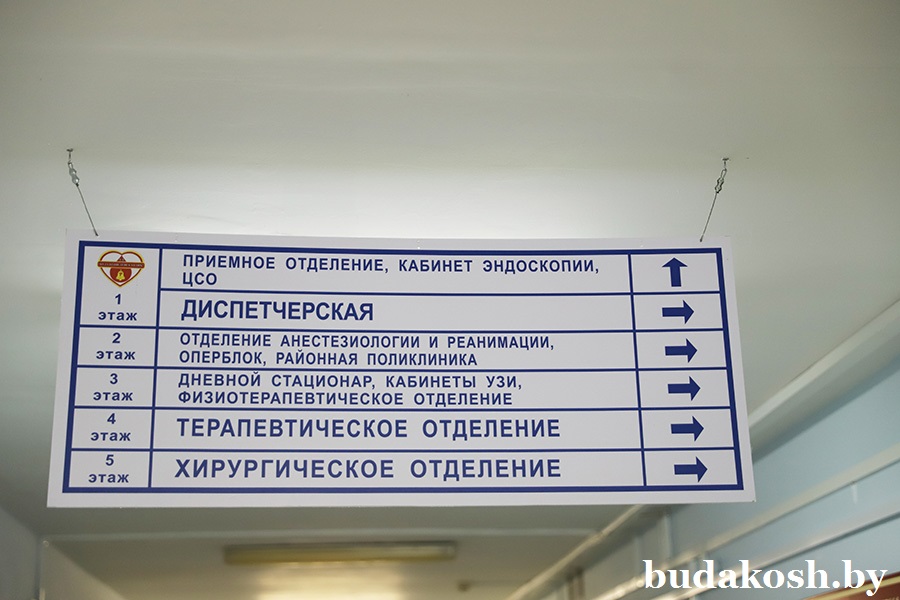 ПРИЕМНОЕ ОТДЕЛЕНИЕ, КАБИНЕТ ЭНДОСКОПИИ,
ЦСО
1
этаж
ДИСПЕТЧЕРСКАЯ
2
этаж
ОТДЕЛЕНИЕ АНЕСТЕЗИОЛОГИИ И РЕАНИМАЦИИ,
ОПЕРБЛОК, РАЙОННАЯ ПОЛИКЛИНИКА
3
этаж
ДНЕВНОЙ СТАЦИОНАР, КАБИНЕТЫ УЗИ,
ФИЗИОТЕРАПЕВТИЧЕСКОЕ ОТДЕЛЕНИЕ
4
этаж
ТЕРАПЕВТИЧЕСКОЕ ОТДЕЛЕНИЕ
5
этаж
ХИРУРГИЧЕСКОЕ ОТДЕЛЕНИЕ
budakosh.by